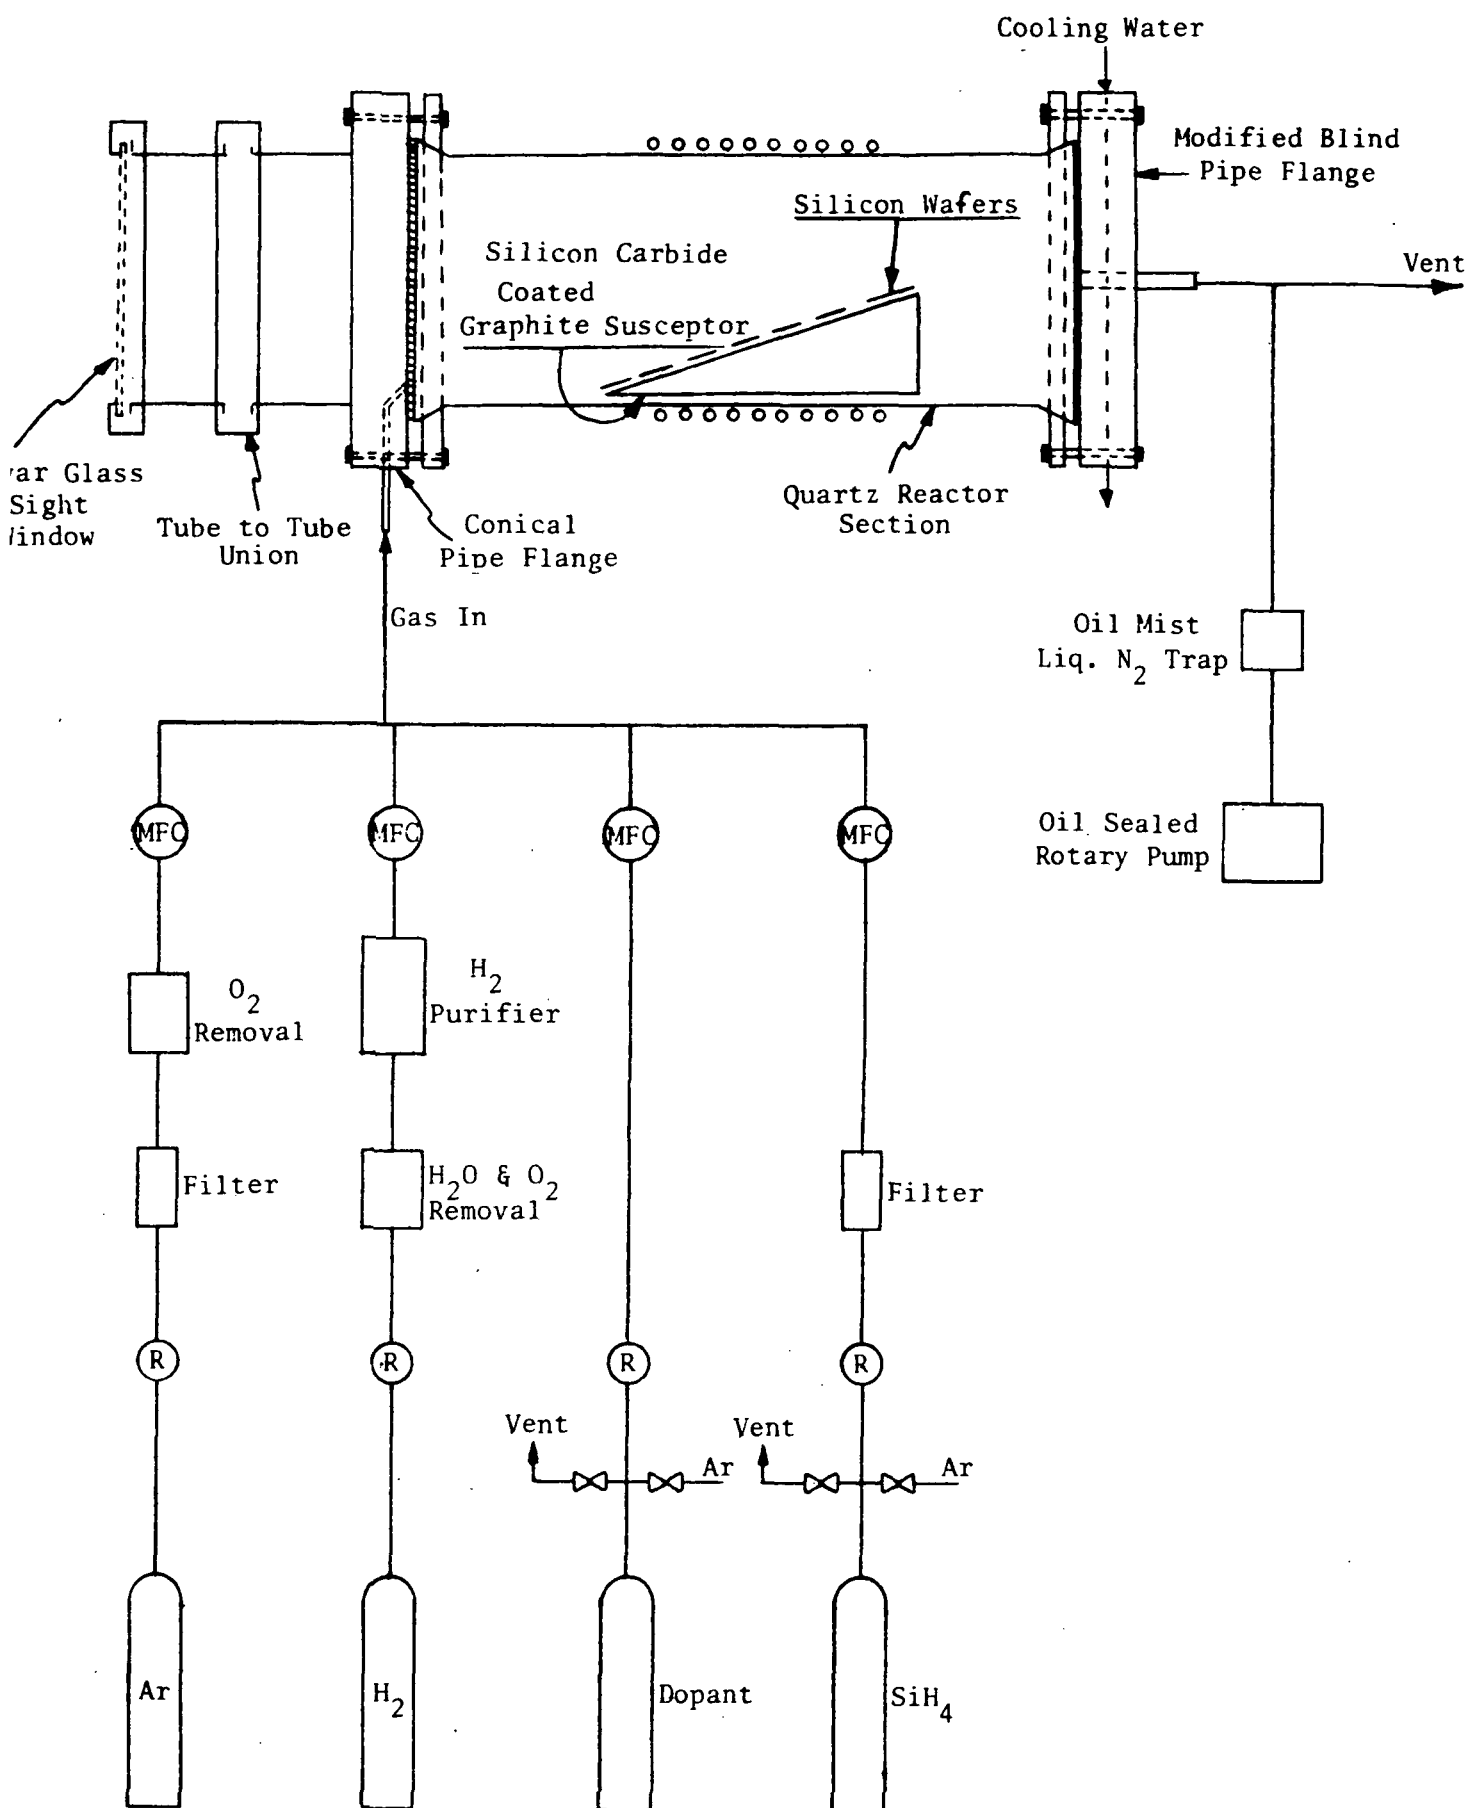 Cooling Water
Modified Blind
Pipe Flange
Silicon Wafers
Silicon Carbide
Coated
Graphite Susceptor
Vent
Glass
Sight
Tube to Tube
Union
Conical
Pipe Flange
Quartz Reactor
Section
Gas In
Oil Mist
Liq. N2 Trap
Oil Sealed
Rotary Pump
MFC
MFC
MFC
MFC
O2
Removal
H2
Purifier
Filter
H2O & O2
Removal
Filter
R
R
R
R
Vent
Ar
Vent
Ar
Ar
H2
Dopant
SiH4